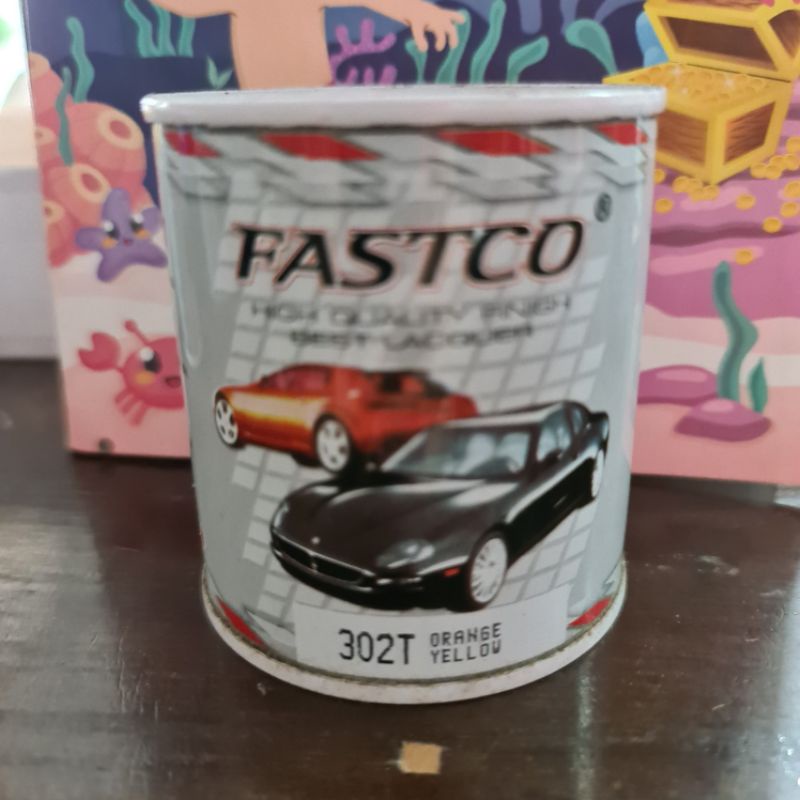 FASTCO®
HIGH QUALITY FINISH
BEST LACQUER
302T ORANGE
YELLOW